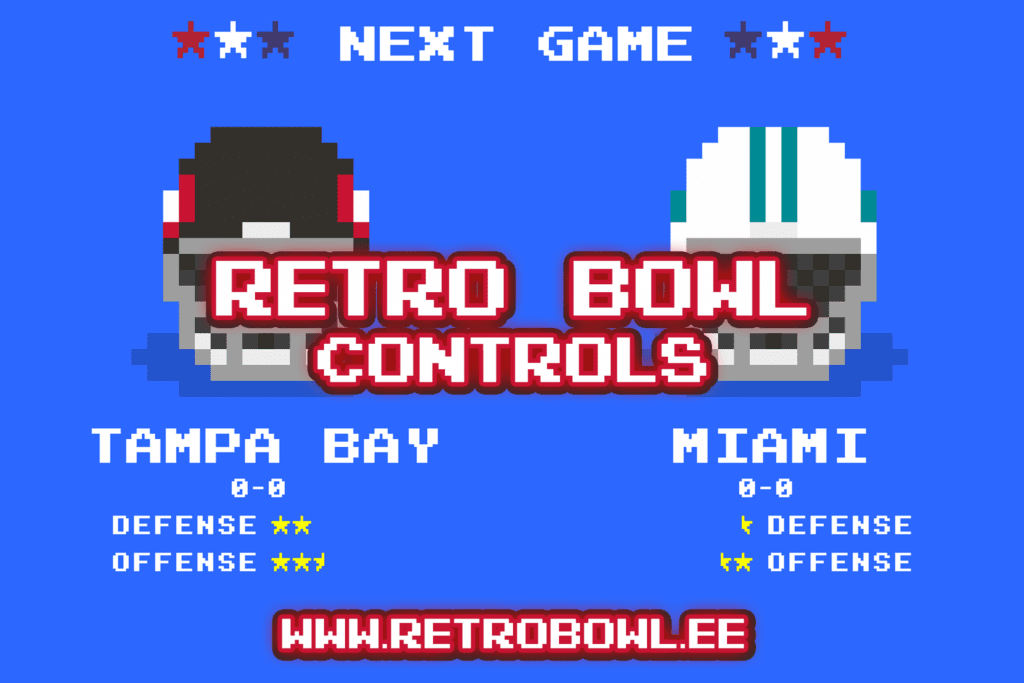 NEXT GAME
RETRO BOWL
CONTROLS
TAMPA BAY
MIAMI
0-0
0-0
DEFENSE
DEFENSE
OFFENSE
OFFENSE
WWW.RETROBOWL.EE